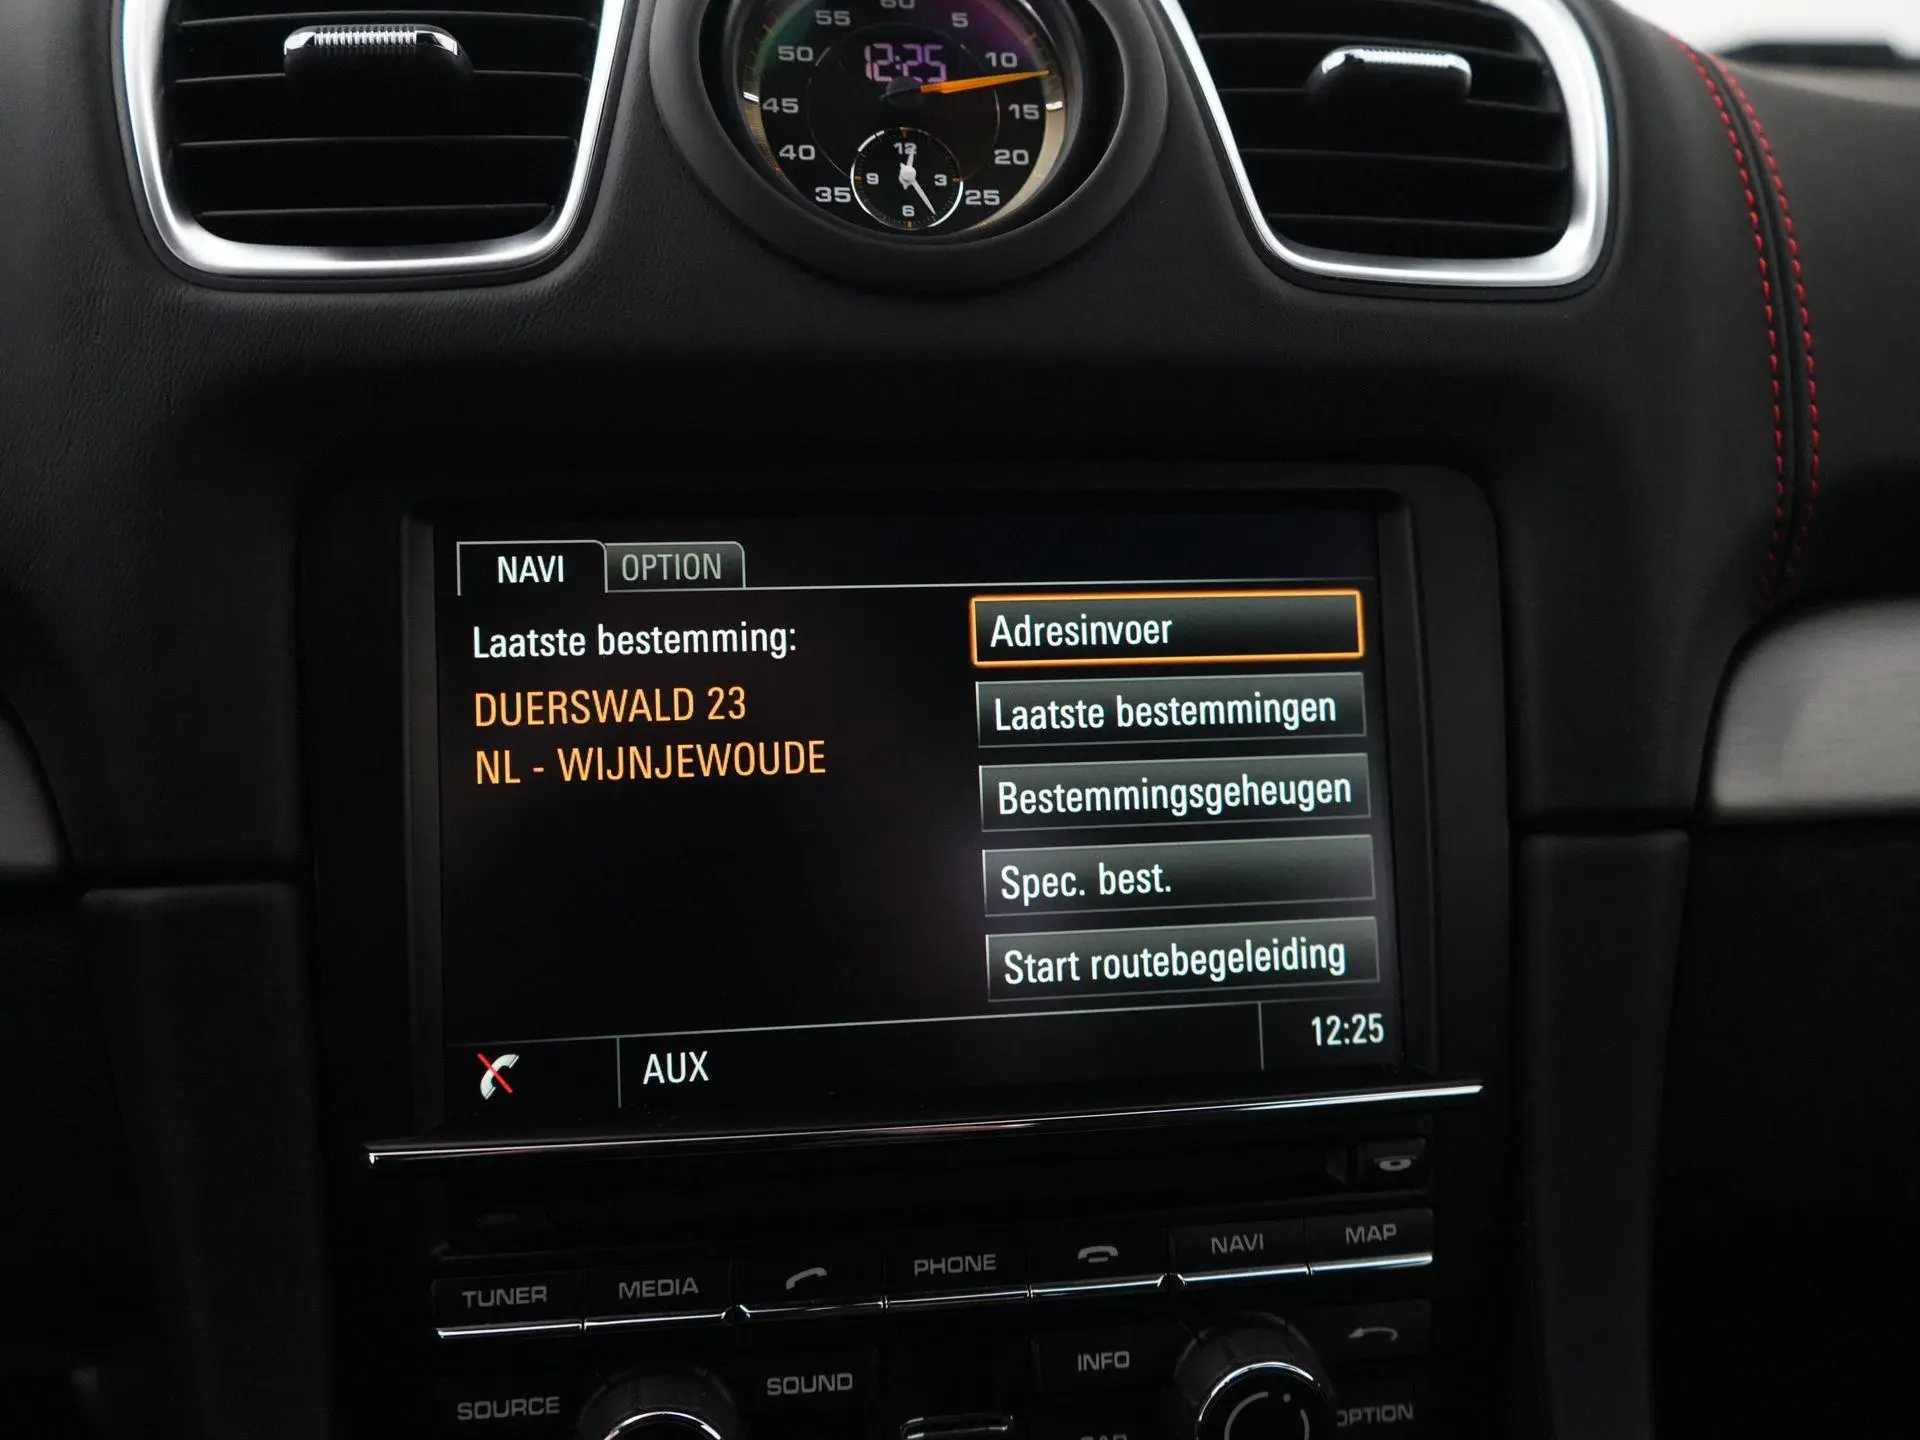 60
55 5
50 12:25 10
45 15
40 12 20
9 3
35 6 25
NAVI OPTION
Laatste bestemming:
DUERSWALD 23
NL - WIJNJEWOUDE
Adresinvoer
Laatste bestemmingen
Bestemmingsgeheugen
Spec. best.
Start routebegeleiding
AUX 12:25
TUNER MEDIA PHONE NAVI MAP
SOURCE SOUND INFO OPTION